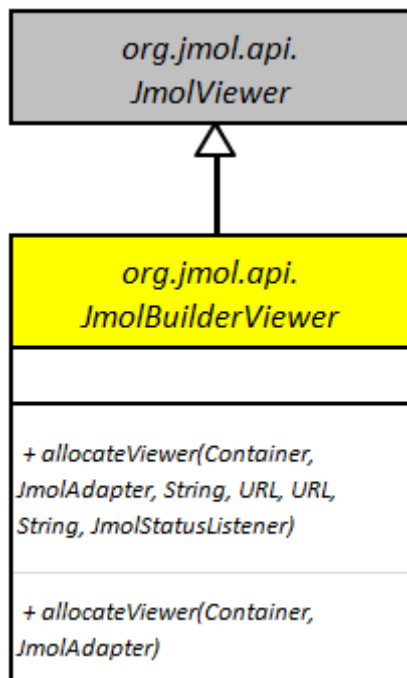 org.jmol.api.
JmolViewer
org.jmol.api.
JmolBuilderViewer
+ allocateViewer(Container,
JmolAdapter, String, URL, URL,
String, JmolStatusListener)
+ allocateViewer(Container,
JmolAdapter)